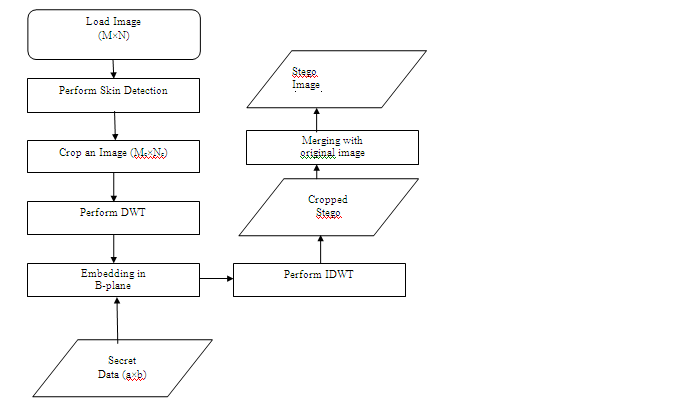 Load Image
(M×N)
Perform Skin Detection
Crop an Image (Mc×Nc)
Perform DWT
Embedding in
B-plane
Secret
Data (a×b)
Perform IDWT
Cropped
Stego
Merging with
original image
Stego
Image